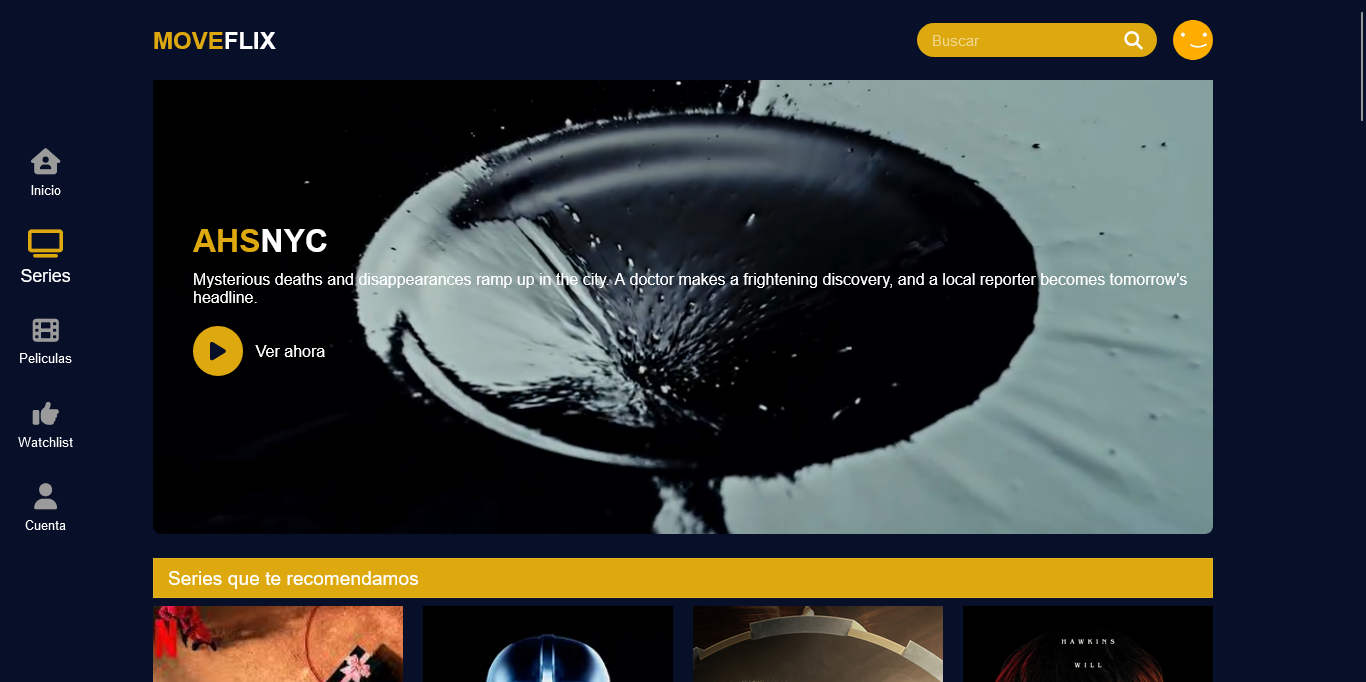 MOVEFLIX
Buscar
Inicio
Series
Peliculas
Watchlist
Cuenta
AHSNYC
Mysterious deaths and disappearances ramp up in the city. A doctor makes a frightening discovery, and a local reporter becomes tomorrow's
headline.
Ver ahora
Series que te recomendamos
N
HAWKINS
WILL